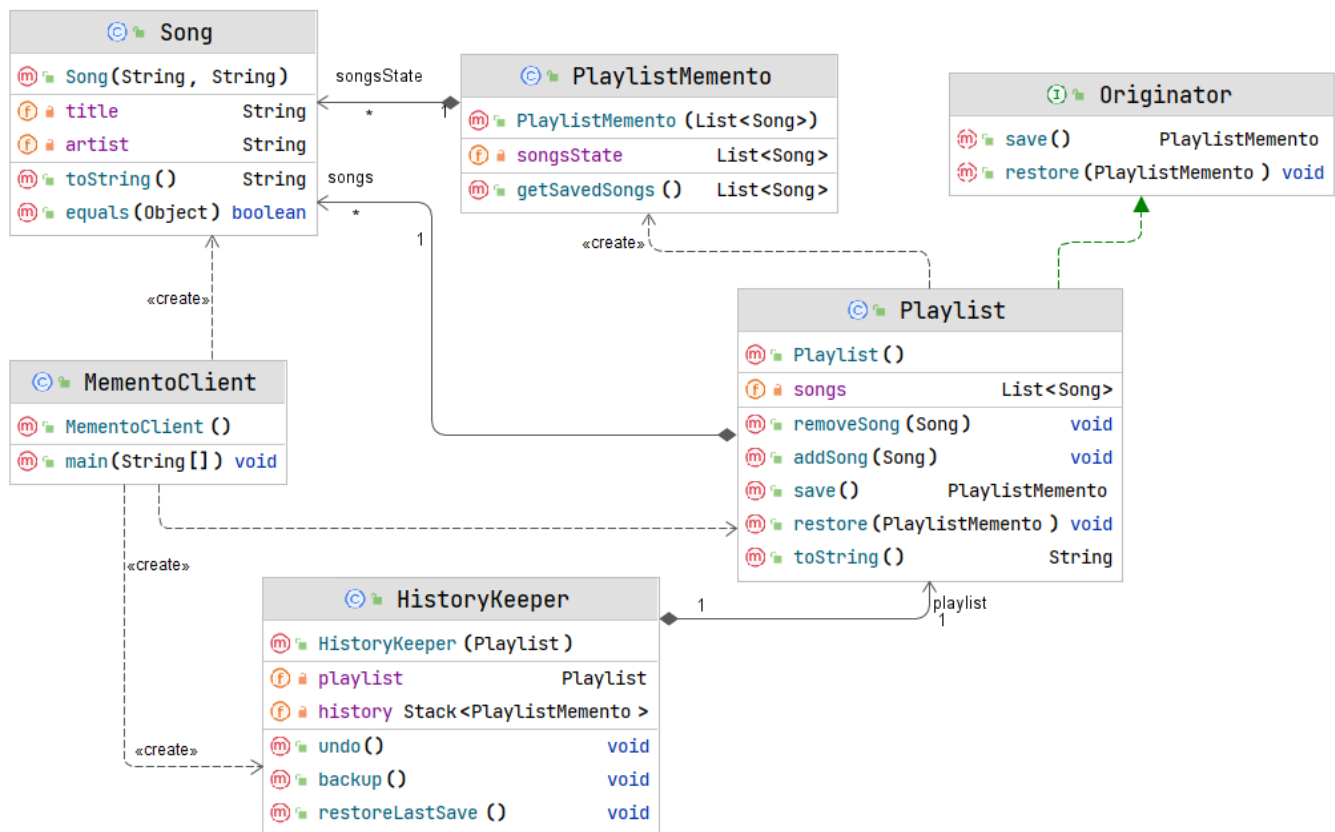 Song
Song(String, String)
title String
artist String
toString() String
equals(Object) boolean
songsState
1
*
songs
*
1
PlaylistMemento
PlaylistMemento(List<Song>)
songsState List<Song>
getSavedSongs() List<Song>
Originator
save() PlaylistMemento
restore(PlaylistMemento) void
«create»
«create»
Playlist
Playlist()
songs List<Song>
removeSong(Song) void
addSong(Song) void
save() PlaylistMemento
restore(PlaylistMemento) void
toString() String
MementoClient
MementoClient()
main(String[]) void
«create»
«create»
HistoryKeeper
HistoryKeeper(Playlist)
playlist Playlist
history Stack<PlaylistMemento>
undo() void
backup() void
restoreLastSave() void
1
playlist
1